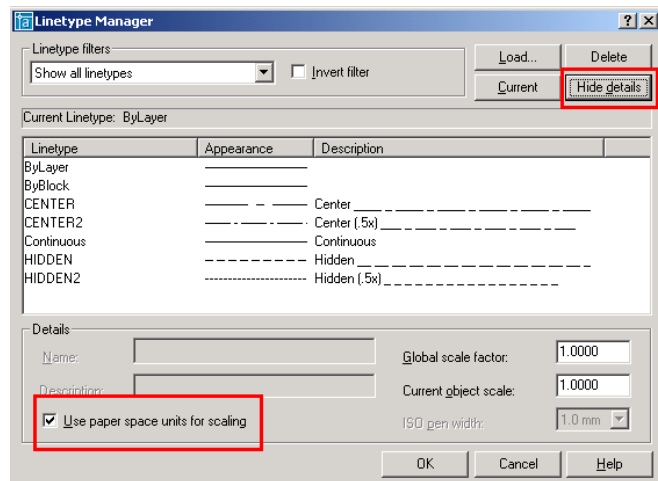 Linetype Manager
Linetype filters
Show all linetypes
Invert filter
Load...
Delete
Current
Hide details
Current Linetype: ByLayer
Linetype Appearance Description
ByLayer
ByBlock
CENTER Center
CENTER2 Center (.5x)
Continuous Continuous
HIDDEN Hidden
HIDDEN2 Hidden (.5x)
Details
Name:
Global scale factor: 1.0000
Description:
Current object scale: 1.0000
Use paper space units for scaling
ISO pen width: 1.0 mm
OK Cancel Help